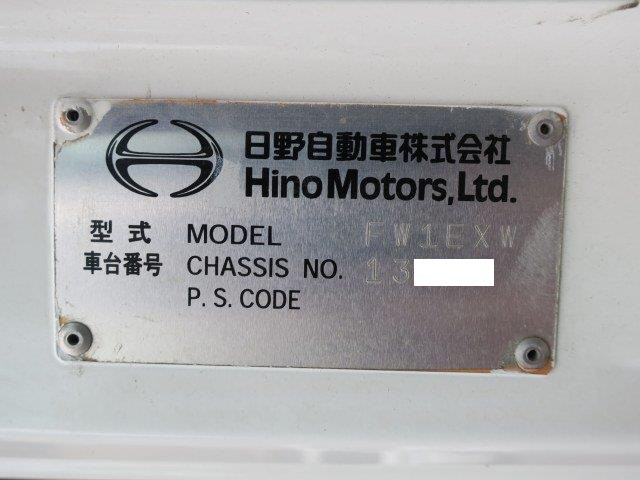 日野自動車株式会社
Hino Motors, Ltd.
型式 MODEL FW1EXW
車台番号 CHASSIS NO. 13
P.S.CODE